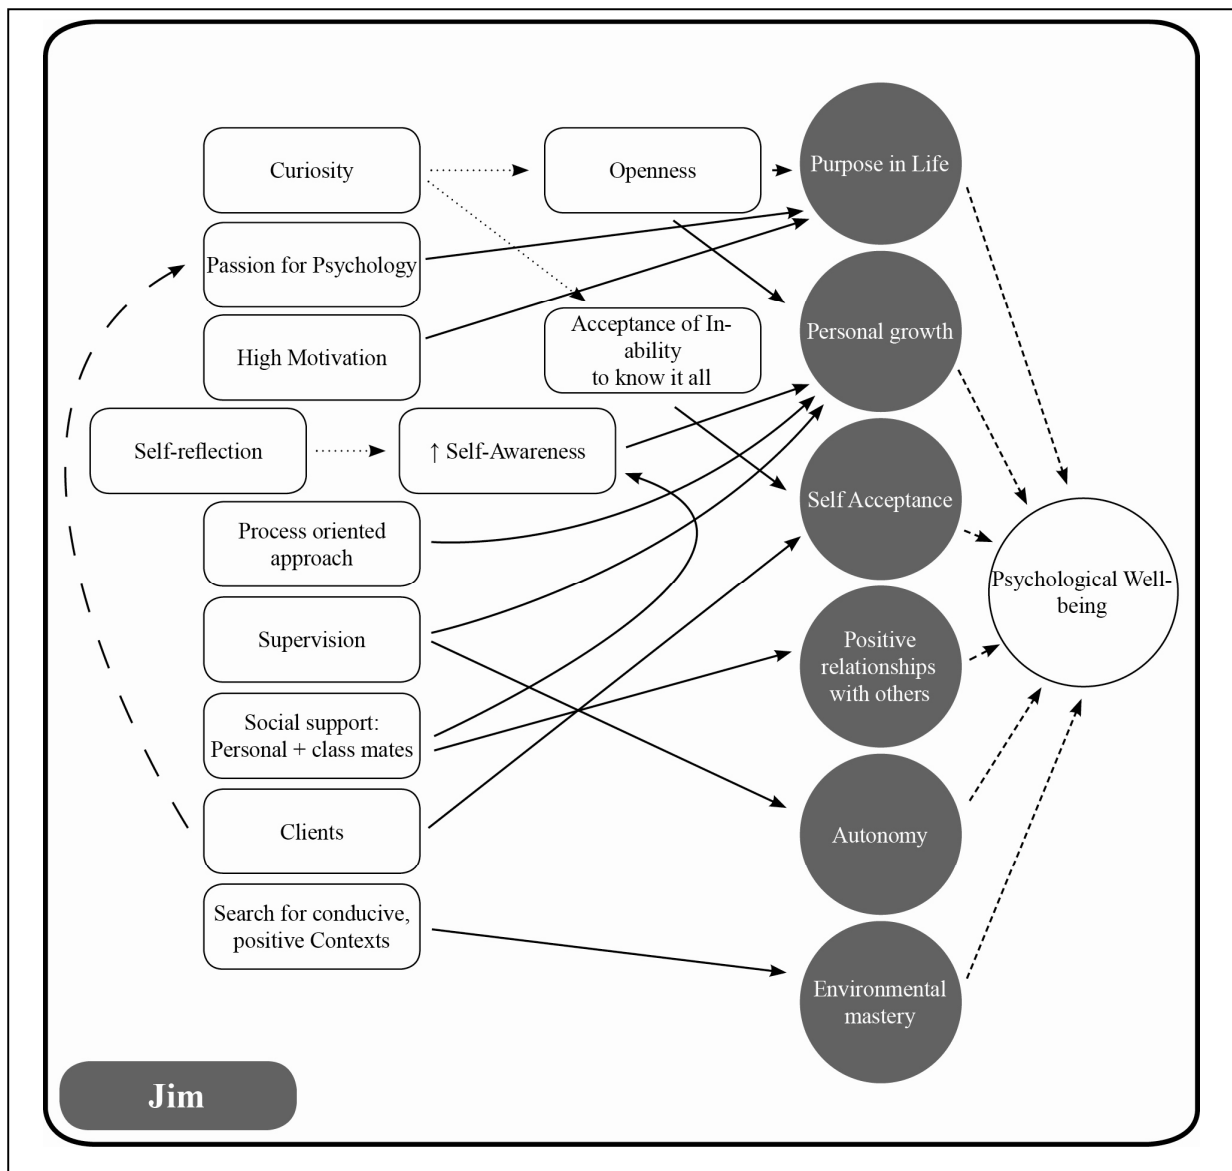 Curiosity
Openness
Purpose in Life
Passion for Psychology
High Motivation
Acceptance of In-
ability
to know it all
Personal growth
Self-reflection
↑ Self-Awareness
Self Acceptance
Process oriented
approach
Psychological Well-
being
Supervision
Positive
relationships
with others
Social support:
Personal + class mates
Clients
Autonomy
Search for conducive,
positive Contexts
Environmental
mastery
Jim